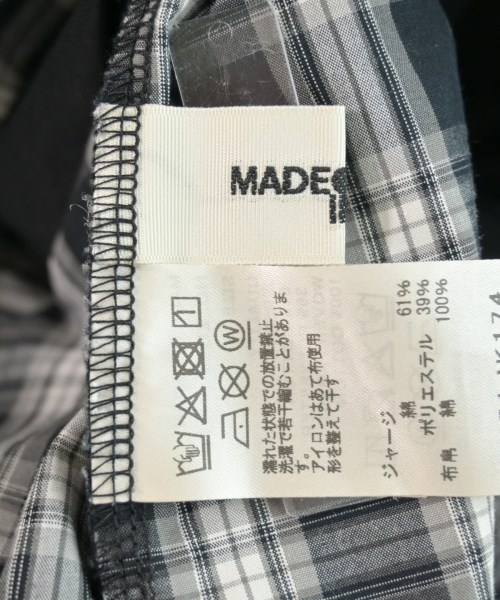 MADE
濡れた状態での放置禁止
洗濯で若干縮むことがありま
す。
アイロンはあて布使用
形を整えて干す
ジャージ
綿 61%
ポリエステル 39%
布帛 綿 100%
W